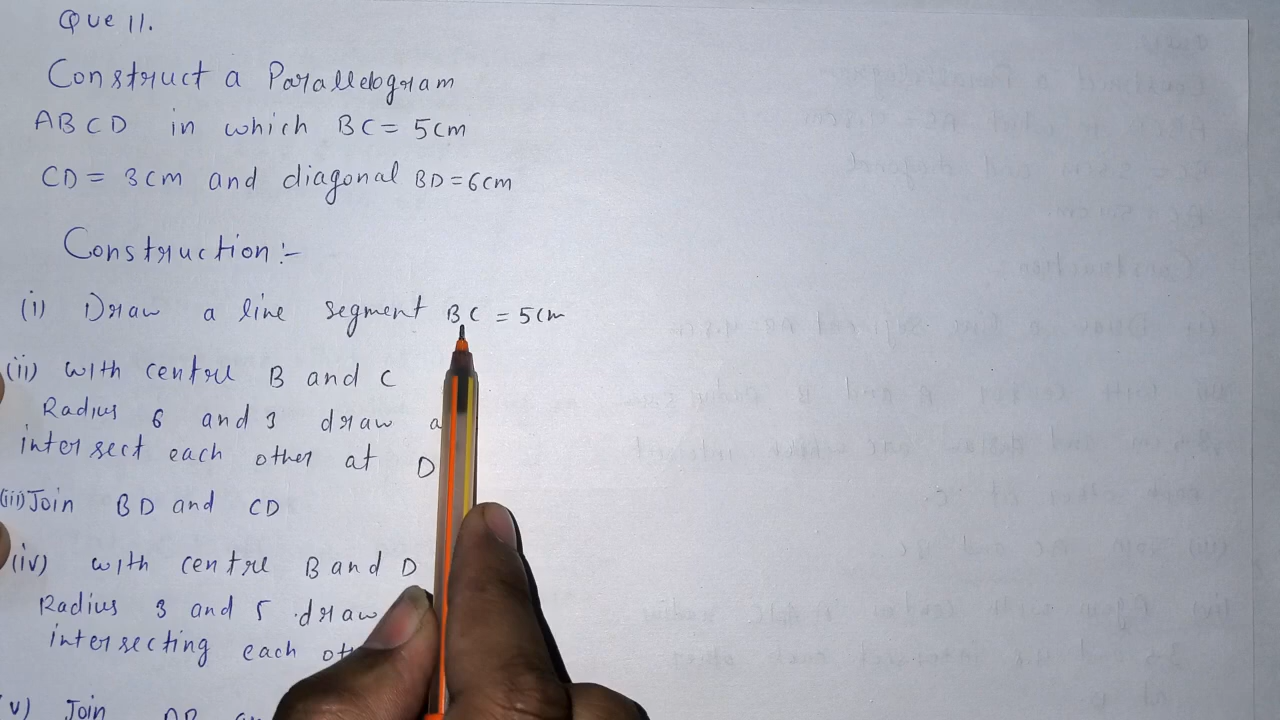 Que 11.
Construct a Parallelogram
ABCD in which BC = 5cm
CD = 3cm and diagonal BD = 6cm
Construction :-
(i) Draw a line segment BC = 5cm
(ii) with centre B and C
Radius 6 and 3 draw
intersect each other at D
(iii) Join BD and CD
(iv) with centre B and D
Radius 3 and 5 draw
intersecting each
v) Join